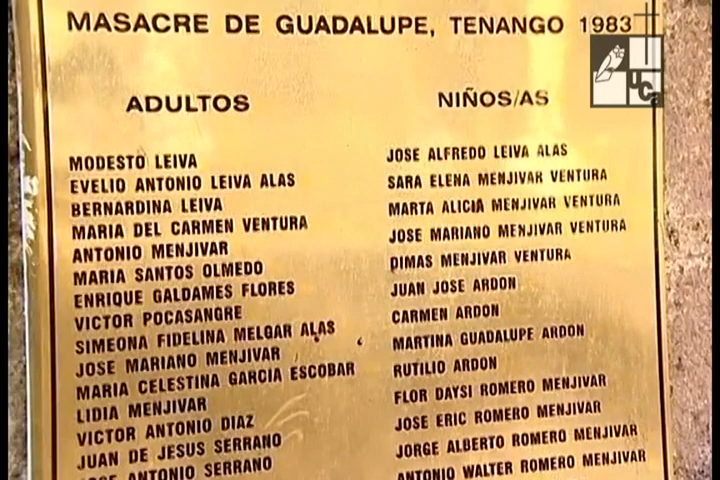 MASACRE DE GUADALUPE, TENANGO 1983
UCa
ADULTOS
MODESTO LEIVA
EVELIO ANTONIO LEIVA ALAS
BERNARDINA LEIVA
MARIA DEL CARMEN VENTURA
ANTONIO MENJIVAR
MARIA SANTOS OLMEDO
ENRIQUE GALDAMES FLORES
VICTOR POCASANGRE
SIMEONA FIDELINA MELGAR ALAS
JOSE MARIANO MENJIVAR
MARIA CELESTINA GARCIA ESCOBAR
LIDIA MENJIVAR
VICTOR ANTONIO DIAZ
JUAN DE JESUS SERRANO
JOSE ANTONIO SERRANO
NIÑOS/AS
JOSE ALFREDO LEIVA ALAS
SARA ELENA MENJIVAR VENTURA
MARTA ALICIA MENJIVAR VENTURA
JOSE MARIANO MENJIVAR VENTURA
DIMAS MENJIVAR VENTURA
JUAN JOSE ARDON
CARMEN ARDON
MARTINA GUADALUPE ARDON
RUTILIO ARDON
FLOR DAYSI ROMERO MENJIVAR
JOSE ERIC ROMERO MENJIVAR
JORGE ALBERTO ROMERO MENJIVAR
ANTONIO WALTER ROMERO MENJIVAR